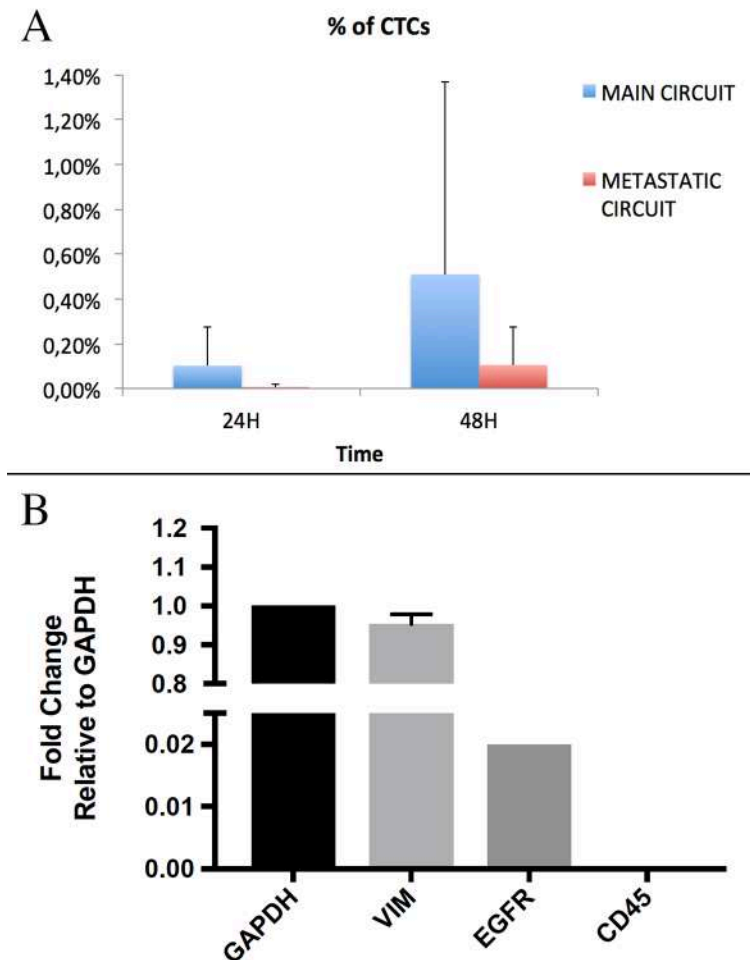 A
% of CTCs
1,40%
1,20%
1,00%
0,80%
0,60%
0,40%
0,20%
0,00%
24H
48H
Time
MAIN CIRCUIT
METASTATIC
CIRCUIT
B
Fold Change
Relative to GAPDH
1.2
1.1
1.0
0.9
0.8
0.02
0.01
0.00
GAPDH
VIM
EGFR
CD45